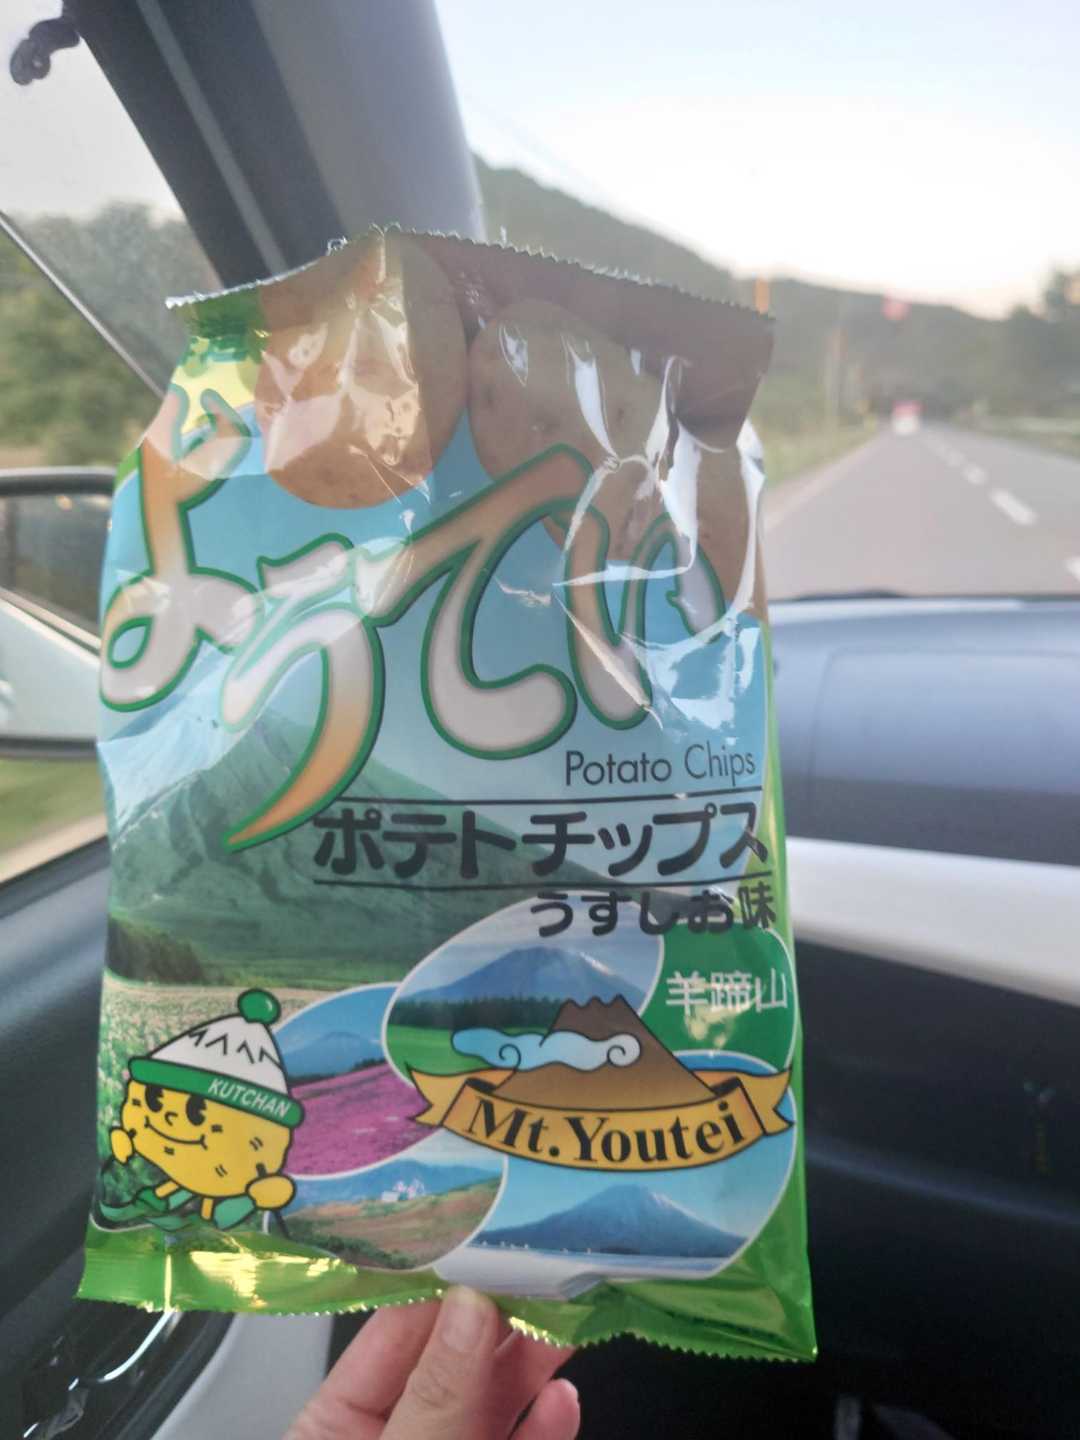 ようてい
Potato Chips
ポテトチップス
うすしお味
羊蹄山
KUTCHAN
Mt.Youtei